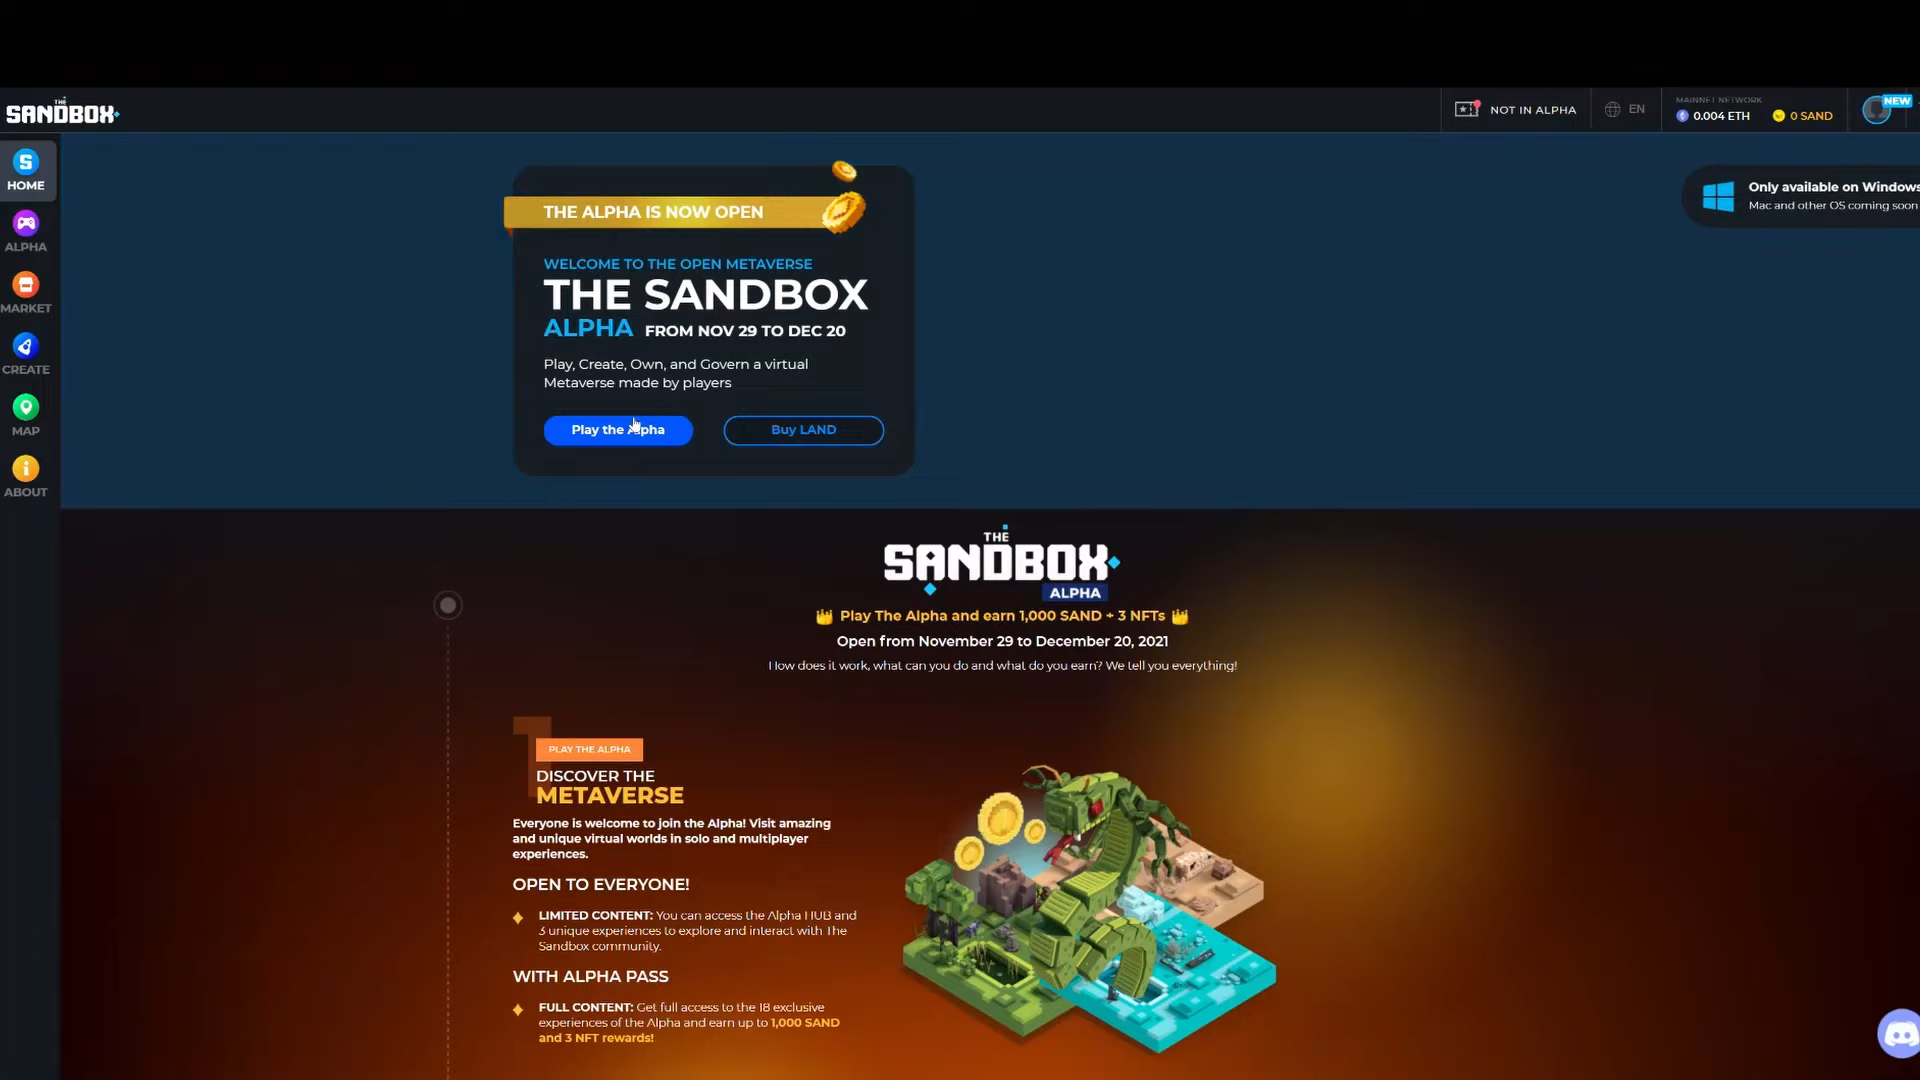 THE
SANDBOX
NOT IN ALPHA
EN
MAINNET NETWORK
0.004 ETH
0 SAND
NEW
HOME
ALPHA
MARKET
CREATE
MAP
ABOUT
THE ALPHA IS NOW OPEN
WELCOME TO THE OPEN METAVERSE
THE SANDBOX
ALPHA FROM NOV 29 TO DEC 20
Play, Create, Own, and Govern a virtual
Metaverse made by players
Play the Alpha
Buy LAND
Only available on Windows
Mac and other OS coming soon
THE
SANDBOX
ALPHA
Play The Alpha and earn 1,000 SAND + 3 NFTs
Open from November 29 to December 20, 2021
How does it work, what can you do and what do you earn? We tell you everything!
1
PLAY THE ALPHA
DISCOVER THE
METAVERSE
Everyone is welcome to join the Alpha! Visit amazing
and unique virtual worlds in solo and multiplayer
experiences.
OPEN TO EVERYONE!
LIMITED CONTENT: You can access the Alpha HUB and
3 unique experiences to explore and interact with The
Sandbox community.
WITH ALPHA PASS
FULL CONTENT: Get full access to the 18 exclusive
experiences of the Alpha and earn up to 1,000 SAND
and 3 NFT rewards!